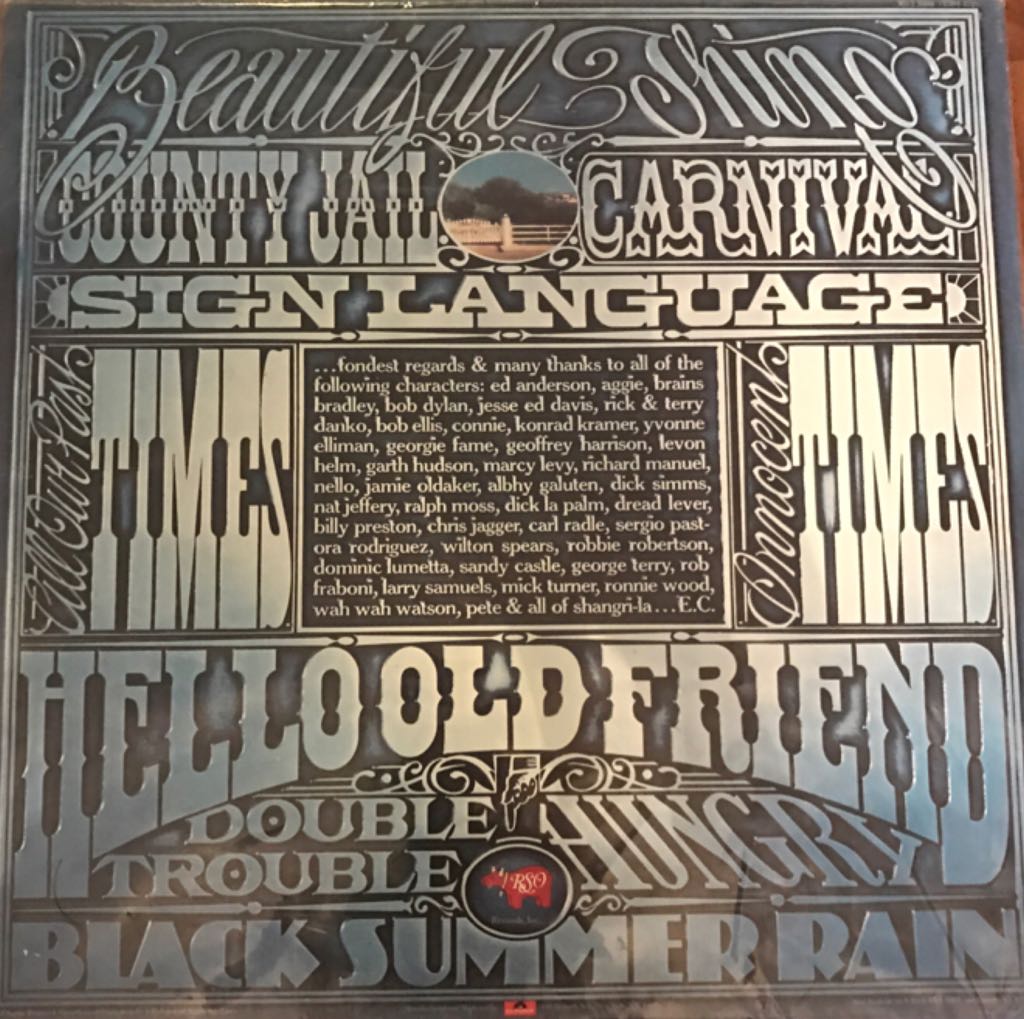 Beautiful Thing
COUNTY JAIL
CARNIVAL
SIGN LANGUAGE
All Our Past
TIMES
...fondest regards & many thanks to all of the
following characters: ed anderson, aggie, brains
bradley, bob dylan, jesse ed davis, rick & terry
danko, bob ellis, connie, konrad kramer, yvonne
elliman, georgie fame, geoffrey harrison, levon
helm, garth hudson, marcy levy, richard manuel,
nello, jamie oldaker, albhy galuten, dick simms,
nat jeffery, ralph moss, dick la palm, dread lever,
billy preston, chris jagger, carl radle, sergio past-
ora rodriguez, wilton spears, robbie robertson,
dominic lumetta, sandy castle, george terry, rob
fraboni, larry samuels, mick turner, ronnie wood,
wah wah watson, pete & all of shangri-la...E.C.
Innocent
TIMES
HELLO OLD FRIEND
DOUBLE
TROUBLE
HUNGRY
RSO
Records, Inc.
BLACK SUMMER RAIN